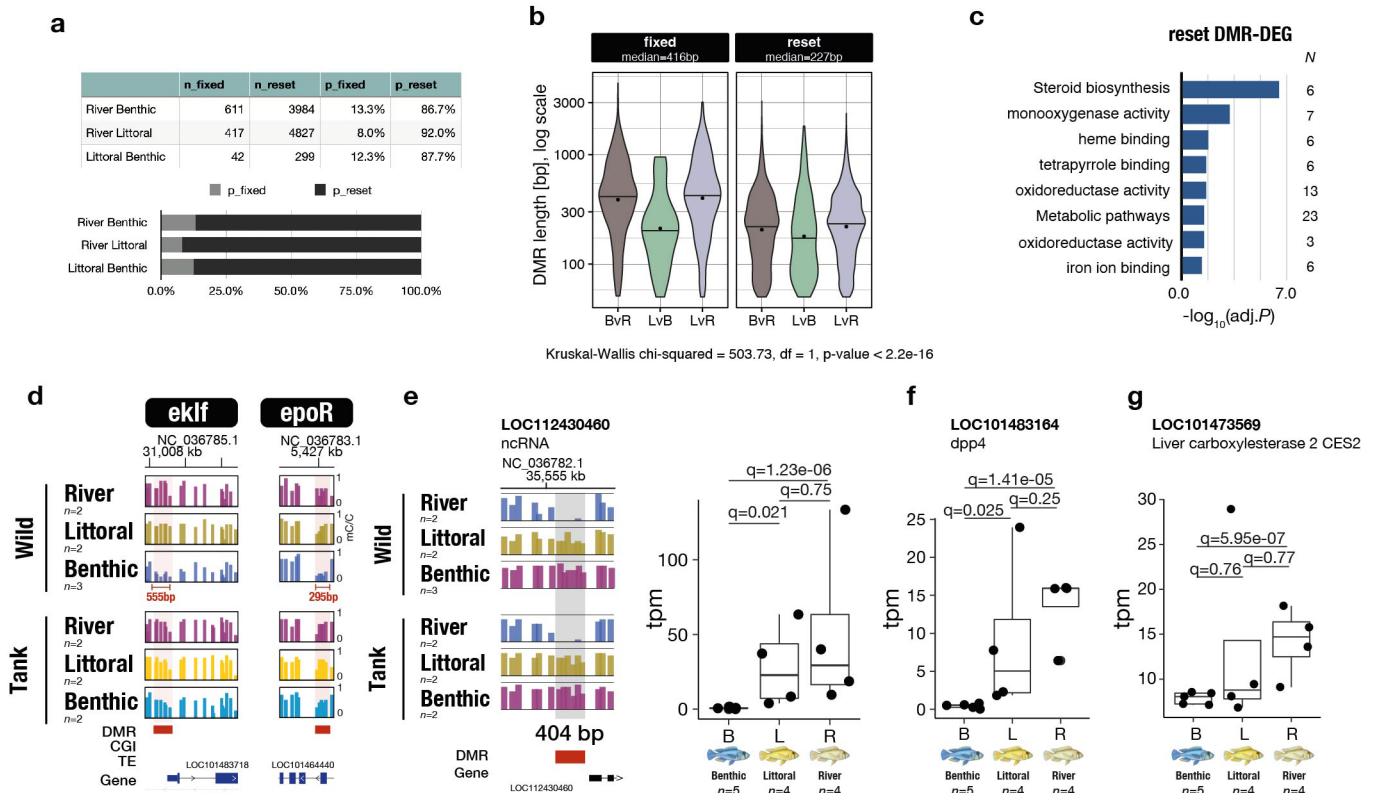 a
n_fixed n_reset p_fixed p_reset
River Benthic 611 3984 13.3% 86.7%
River Littoral 417 4827 8.0% 92.0%
Littoral Benthic 42 299 12.3% 87.7%
p_fixed p_reset
River Benthic
River Littoral
Littoral Benthic
0.0% 25.0% 50.0% 75.0% 100.0%
b
fixed
median=416bp
reset
median=227bp
DMR length [bp], log scale
3000
1000
300
100
BvR LvB LvR BvR LvB LvR
Kruskal-Wallis chi-squared = 503.73, df = 1, p-value < 2.2e-16
c
reset DMR-DEG
N
Steroid biosynthesis 6
monooxygenase activity 7
heme binding 6
tetrapyrrole binding 6
oxidoreductase activity 13
Metabolic pathways 23
oxidoreductase activity 3
iron ion binding 6
0.0 7.0
-log10(adj.P)
d
eklf epoR
NC_036785.1 NC_036783.1
31,008 kb 5,427 kb
Wild
River
n=2
1
0
Littoral
n=2
1
0
mC/C
Benthic
n=3
1
0
555bp 295bp
Tank
River
n=2
1
0
Littoral
n=2
1
0
Benthic
n=2
1
0
DMR
CGI
TE
LOC101483718 LOC101464440
Gene
e
LOC112430460
ncRNA
NC_036782.1
35,555 kb
Wild
River
n=2
Littoral
n=2
Benthic
n=3
Tank
River
n=2
Littoral
n=2
Benthic
n=2
404 bp
DMR
Gene
LOC112430460
q=1.23e-06
q=0.75
q=0.021
tpm
100
50
0
B L R
Benthic Littoral River
n=5 n=4 n=4
f
LOC101483164
dpp4
q=1.41e-05
q=0.25
q=0.025
tpm
25
20
15
10
5
0
B L R
Benthic Littoral River
n=5 n=4 n=4
g
LOC101473569
Liver carboxylesterase 2 CES2
q=5.95e-07
q=0.77
q=0.76
tpm
30
25
20
15
10
B L R
Benthic Littoral River
n=5 n=4 n=4